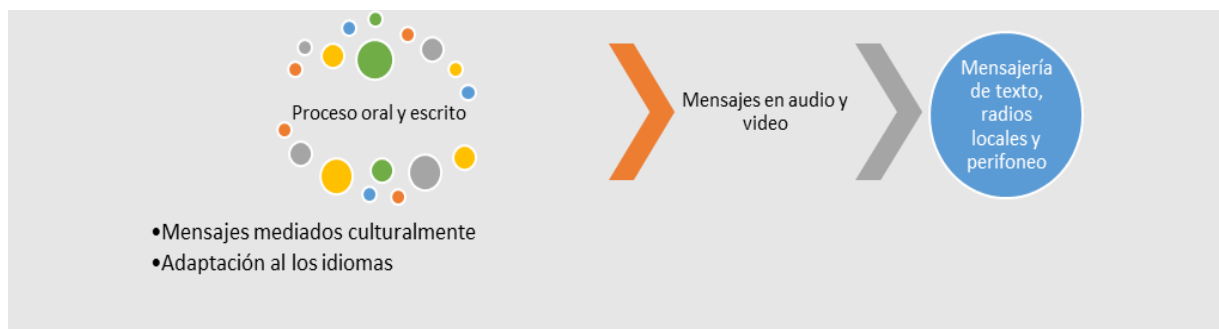 Proceso oral y escrito
•Mensajes mediados culturalmente
•Adaptación al los idiomas
Mensajes en audio y
video
Mensajería
de texto,
radios
locales y
perifoneo